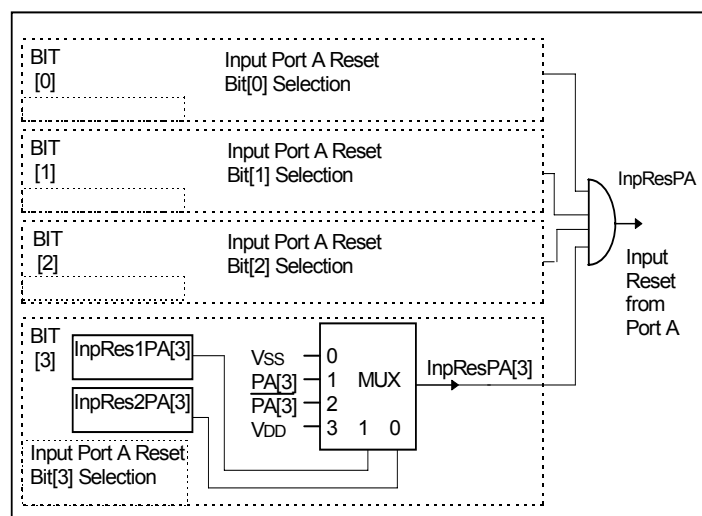 BIT
[0]
Input Port A Reset
Bit[0] Selection
BIT
[1]
Input Port A Reset
Bit[1] Selection
InpResPA
BIT
[2]
Input Port A Reset
Bit[2] Selection
Input
Reset
from
Port A
BIT
[3]
InpRes1PA[3]
InpRes2PA[3]
VSS
PA[3]
PA[3]
VDD
0
1
2
3
MUX
1 0
InpResPA[3]
Input Port A Reset
Bit[3] Selection